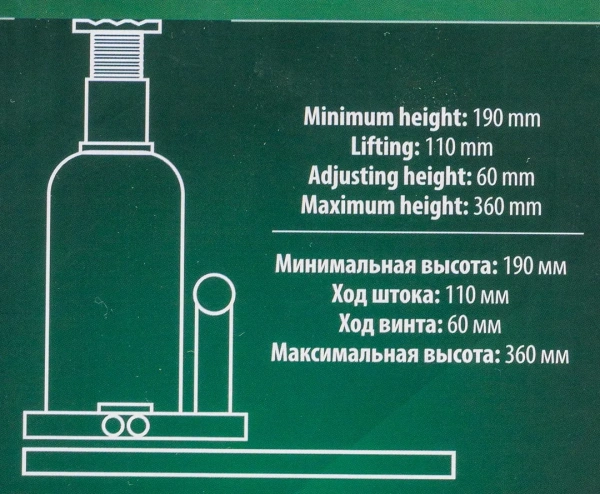 Minimum height: 190 mm
Lifting: 110 mm
Adjusting height: 60 mm
Maximum height: 360 mm
Минимальная высота: 190 мм
Ход штока: 110 мм
Ход винта: 60 мм
Максимальная высота: 360 мм